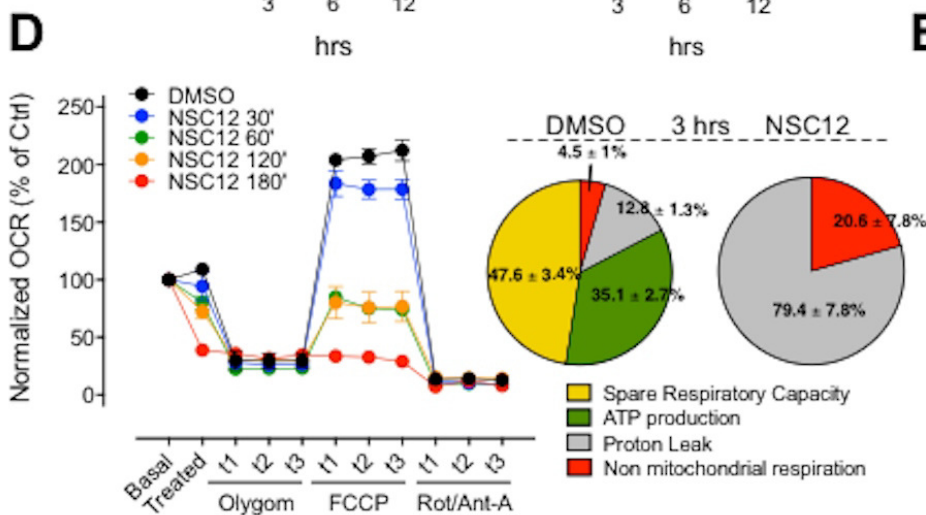 3 6 12
3 6 12
D
hrs
hrs
Normalized OCR (% of Ctrl)
250
200
150
100
50
0
DMSO
NSC12 30'
NSC12 60'
NSC12 120'
NSC12 180'
Basal
Treated
t1 t2 t3
t1 t2 t3
t1 t2 t3
Olygom
FCCP
Rot/Ant-A
DMSO 3 hrs NSC12
4.5 ± 1%
12.8 ± 1.3%
47.6 ± 3.4%
35.1 ± 2.7%
20.6 ± 7.8%
79.4 ± 7.8%
Spare Respiratory Capacity
ATP production
Proton Leak
Non mitochondrial respiration